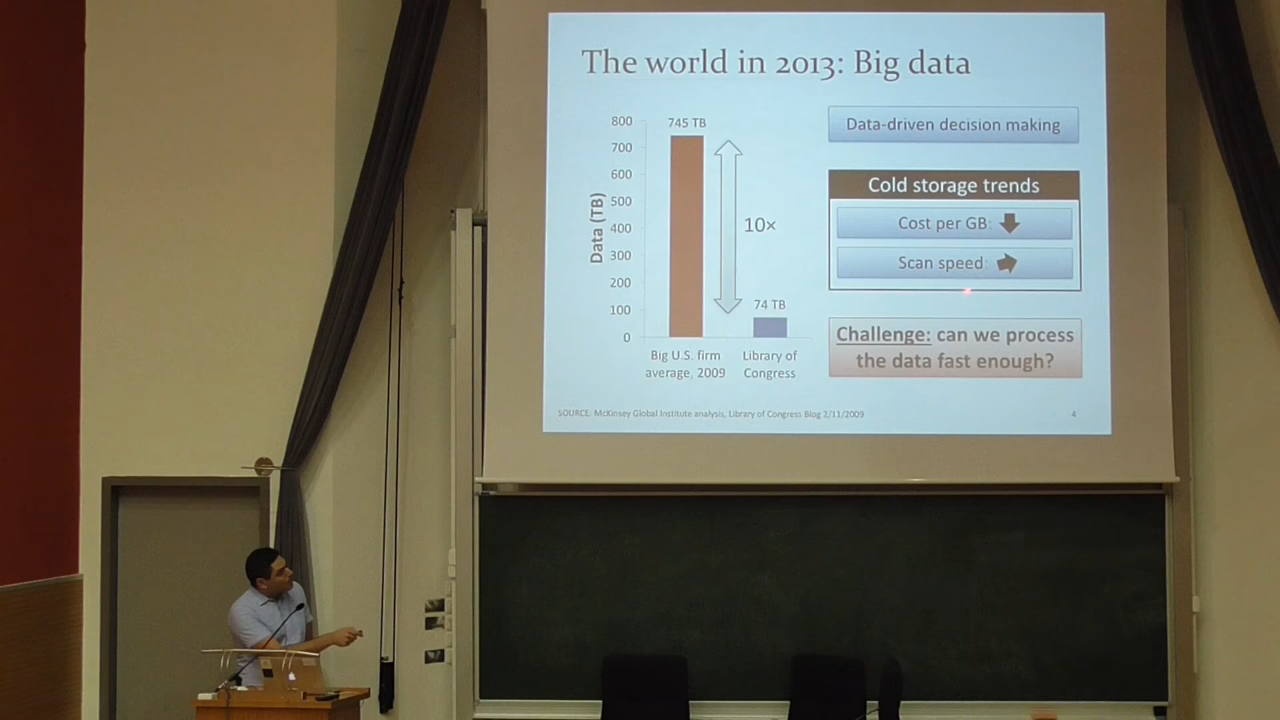 The world in 2013: Big data
800
700
600
500
400
300
200
100
0
Data (TB)
745 TB
10×
74 TB
Big U.S. firm
average, 2009
Library of
Congress
Data-driven decision making
Cold storage trends
Cost per GB:
Scan speed:
Challenge: can we process
the data fast enough?
SOURCE: McKinsey Global Institute analysis, Library of Congress Blog 2/11/2009
4